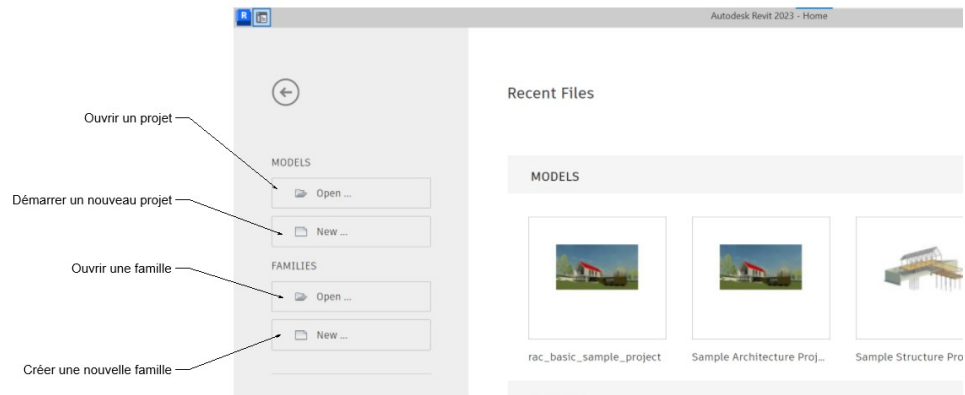 R
Autodesk Revit 2023 - Home
Recent Files
Ouvrir un projet
MODELS
Open ...
Démarrer un nouveau projet
New ...
Ouvrir une famille
FAMILIES
Open ...
New ...
Créer une nouvelle famille
MODELS
rac_basic_sample_project
Sample Architecture Proj...
Sample Structure Pro